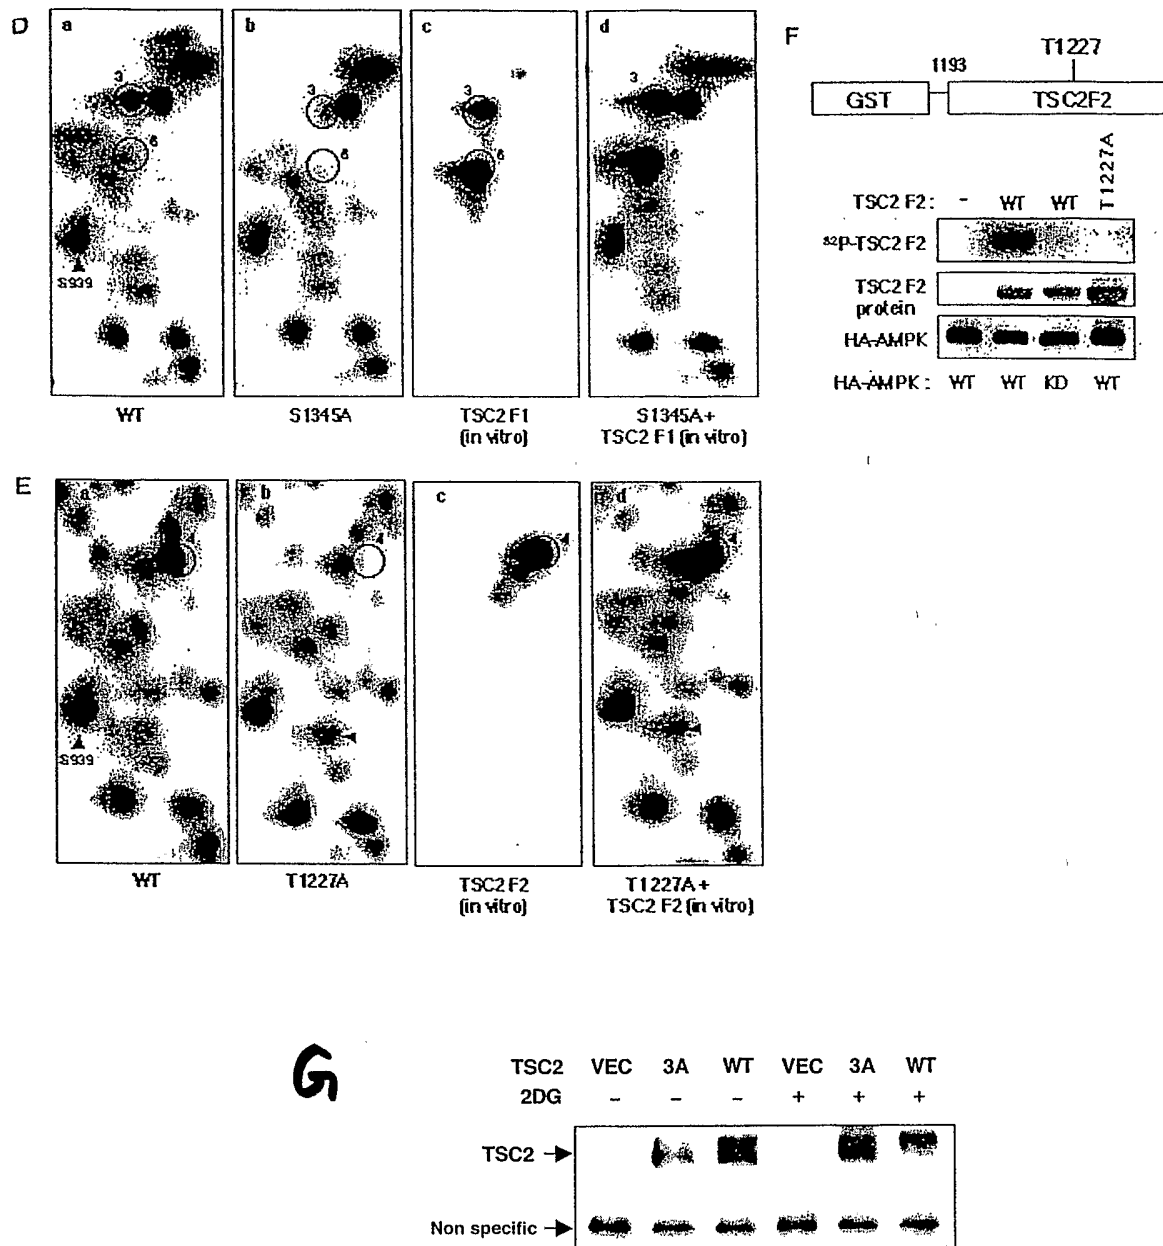 D
a
b
c
d
3
6
3
6
3
6
3
6
S939
WT
S1345A
TSC2 F1
(in vitro)
S1345A+
TSC2 F1 (in vitro)
F
T1227
1193
GST
TSC2F2
TSC2 F2 :
-
WT
WT
T1227A
32P-TSC2 F2
TSC2 F2
protein
HA-AMPK
HA-AMPK :
WT
WT
KD
WT
E
a
b
c
d
4
4
4
4
S939
WT
T1227A
TSC2 F2
(in vitro)
T1227A+
TSC2 F2 (in vitro)
G
TSC2 VEC 3A WT VEC 3A WT
2DG - - - + + +
TSC2
Non specific